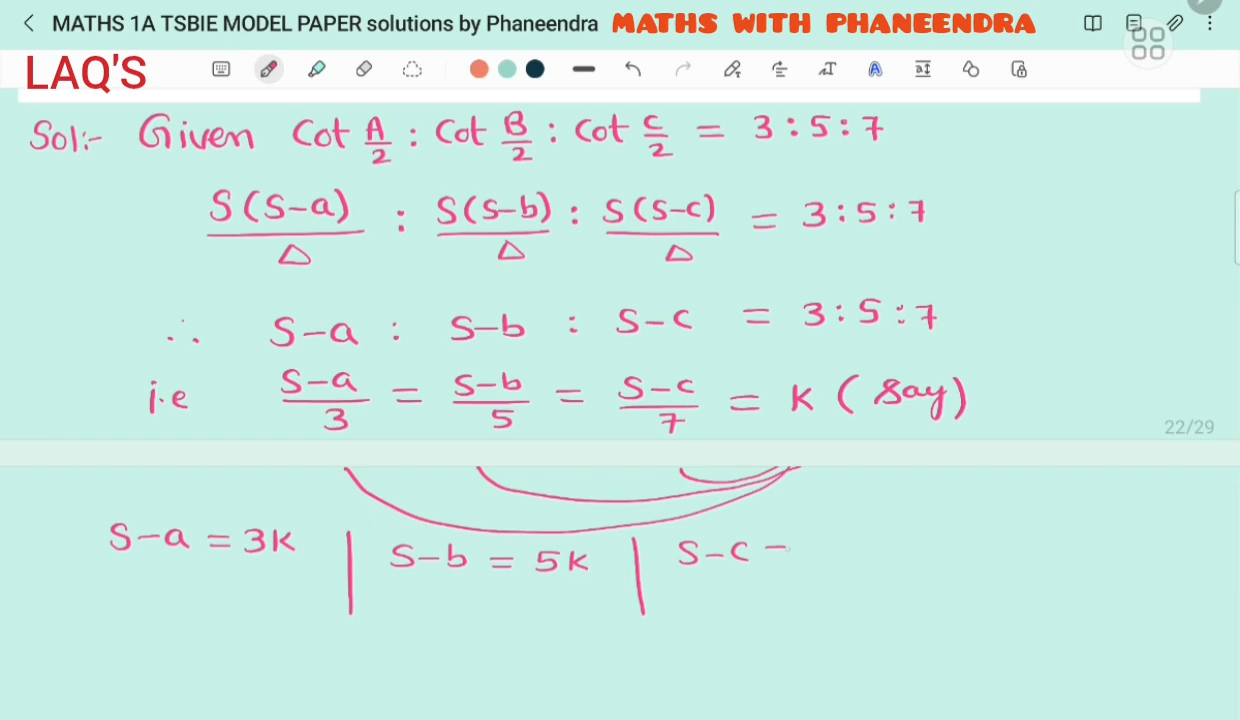 MATHS 1A TSBIE MODEL PAPER solutions by Phaneendra MATHS WITH PHANEENDRA
LAQ'S
Sol:- Given Cot A/2 : Cot B/2 : Cot C/2 = 3 : 5 : 7
S(S-a)/Δ : S(S-b)/Δ : S(S-c)/Δ = 3 : 5 : 7
∴ S-a : S-b : S-c = 3 : 5 : 7
i.e S-a/3 = S-b/5 = S-c/7 = K (Say)
22/29
S-a = 3K | S-b = 5K | S-c -